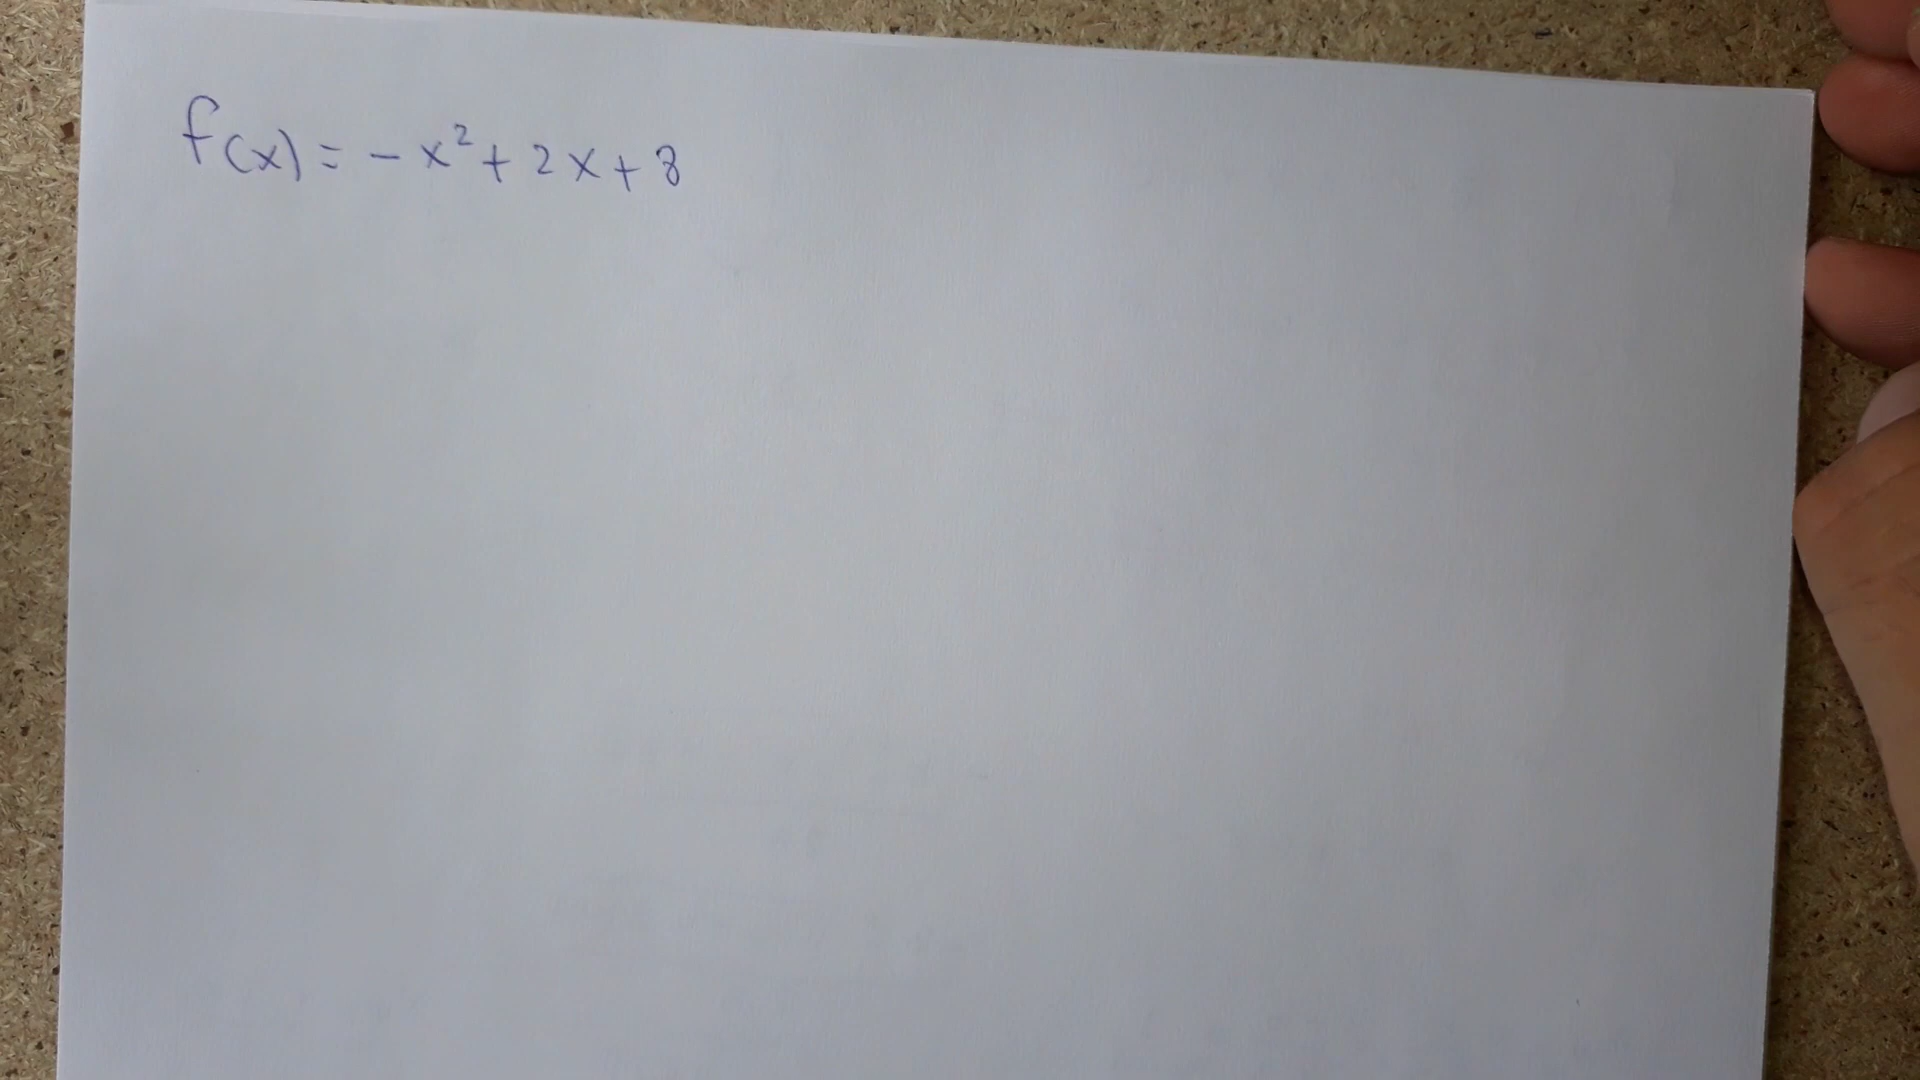 f(x) = - x² + 2x + 8